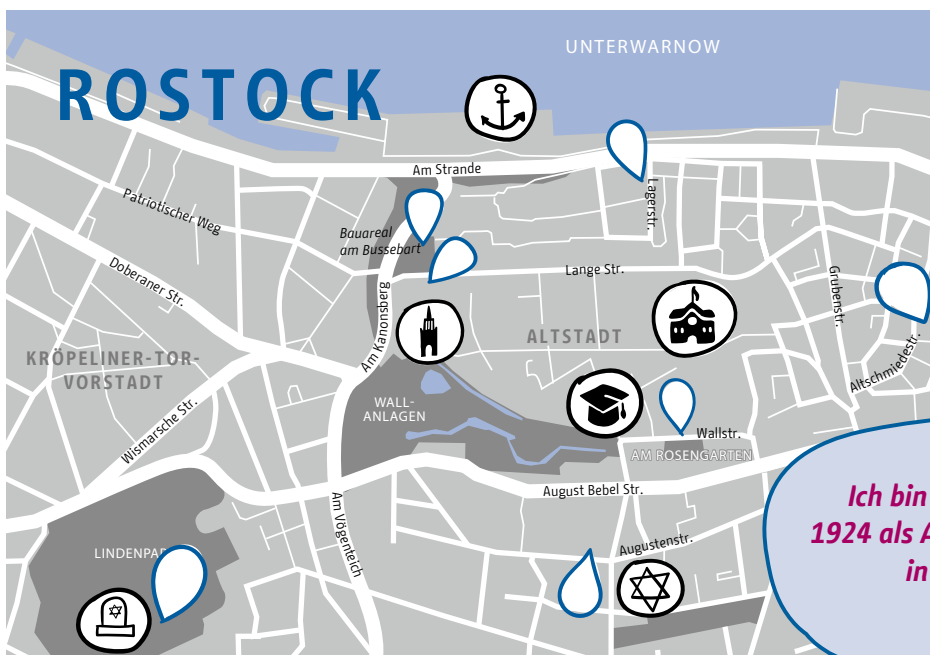 UNTERWARNOW
ROSTOCK
Am Strande
Patriotischer Weg
Lagerstr.
Bauareal
am Bussebart
Doberaner Str.
Lange Str.
Grubenstr.
Am Kanonsberg
ALTSTADT
KRÖPELINER-TOR-
VORSTADT
Altschmiedestr.
WALL-
ANLAGEN
Wismarsche Str.
Wallstr.
AM ROSENGARTEN
August Bebel Str.
Ich bin
1924 als A
in
Am Vögenteich
Augustenstr.
LINDENPA